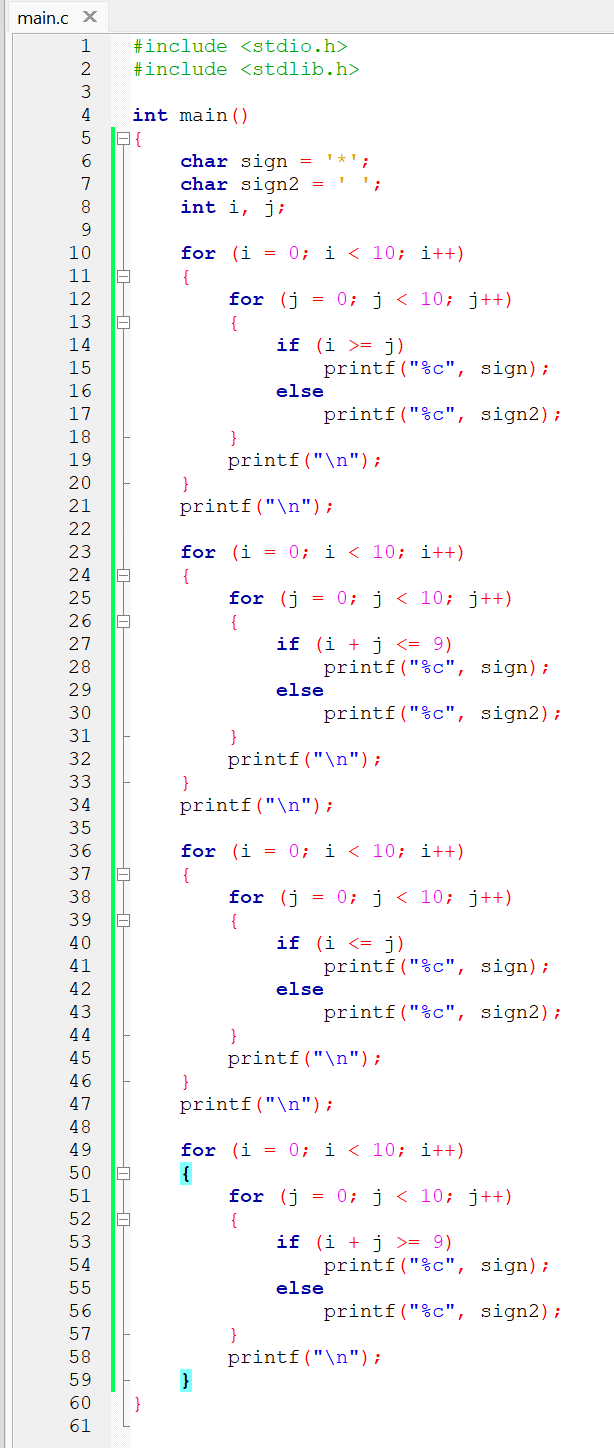 main.c ✕
1 #include <stdio.h>
2 #include <stdlib.h>
3
4 int main()
5 {
6     char sign = '*';
7     char sign2 = ' ';
8     int i, j;
9
10     for (i = 0; i < 10; i++)
11     {
12         for (j = 0; j < 10; j++)
13         {
14             if (i >= j)
15                 printf("%c", sign);
16             else
17                 printf("%c", sign2);
18         }
19         printf("\n");
20     }
21     printf("\n");
22
23     for (i = 0; i < 10; i++)
24     {
25         for (j = 0; j < 10; j++)
26         {
27             if (i + j <= 9)
28                 printf("%c", sign);
29             else
30                 printf("%c", sign2);
31         }
32         printf("\n");
33     }
34     printf("\n");
35
36     for (i = 0; i < 10; i++)
37     {
38         for (j = 0; j < 10; j++)
39         {
40             if (i <= j)
41                 printf("%c", sign);
42             else
43                 printf("%c", sign2);
44         }
45         printf("\n");
46     }
47     printf("\n");
48
49     for (i = 0; i < 10; i++)
50     {
51         for (j = 0; j < 10; j++)
52         {
53             if (i + j >= 9)
54                 printf("%c", sign);
55             else
56                 printf("%c", sign2);
57         }
58         printf("\n");
59     }
60 }
61